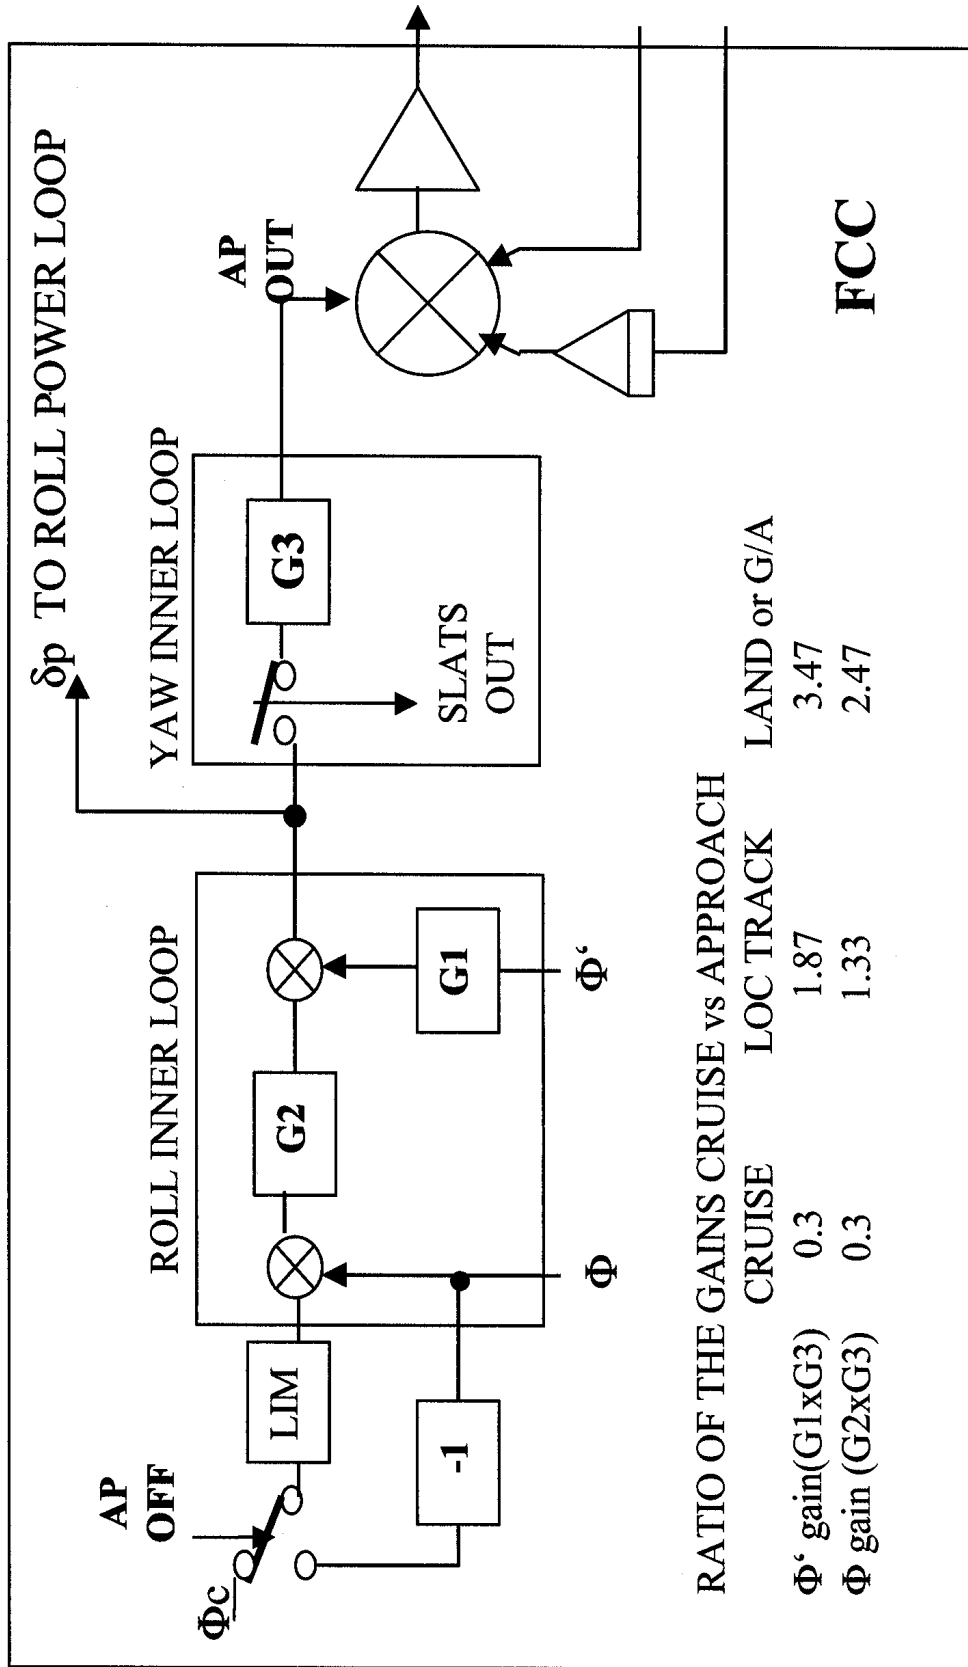 δp TO ROLL POWER LOOP
ROLL INNER LOOP
YAW INNER LOOP
AP
OFF
AP
OUT
Φc
LIM
G2
G3
-1
G1
SLATS
OUT
Φ
Φ‘
FCC
RATIO OF THE GAINS CRUISE vs APPROACH
CRUISE LOC TRACK LAND or G/A
Φ‘ gain(G1xG3) 0.3 1.87 3.47
Φ gain (G2xG3) 0.3 1.33 2.47